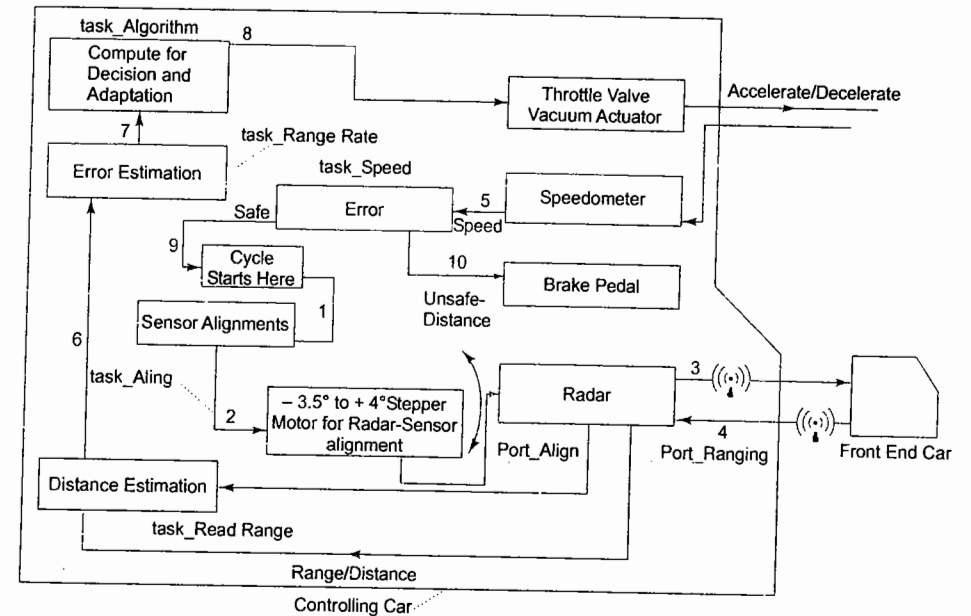 task_Algorithm
8
Compute for
Decision and
Adaptation
Throttle Valve
Vacuum Actuator
Accelerate/Decelerate
7
task_Range Rate
Error Estimation
task_Speed
Error
5
Speed
Speedometer
Safe
9
Cycle
Starts Here
10
Unsafe-
Distance
Brake Pedal
1
Sensor Alignments
6
task_Aling
2
– 3.5° to + 4°Stepper
Motor for Radar-Sensor
alignment
Radar
3
4
Port_Align
Port_Ranging
Front End Car
Distance Estimation
task_Read Range
Range/Distance
Controlling Car